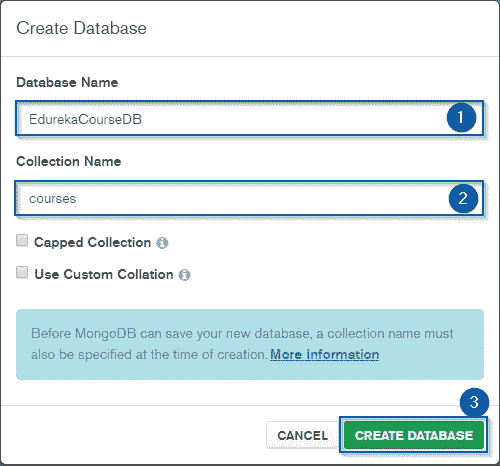 Create Database
Database Name
EdurekaCourseDB
1
Collection Name
courses
2
Capped Collection
Use Custom Collation
Before MongoDB can save your new database, a collection name must
also be specified at the time of creation. More Information
3
CANCEL CREATE DATABASE